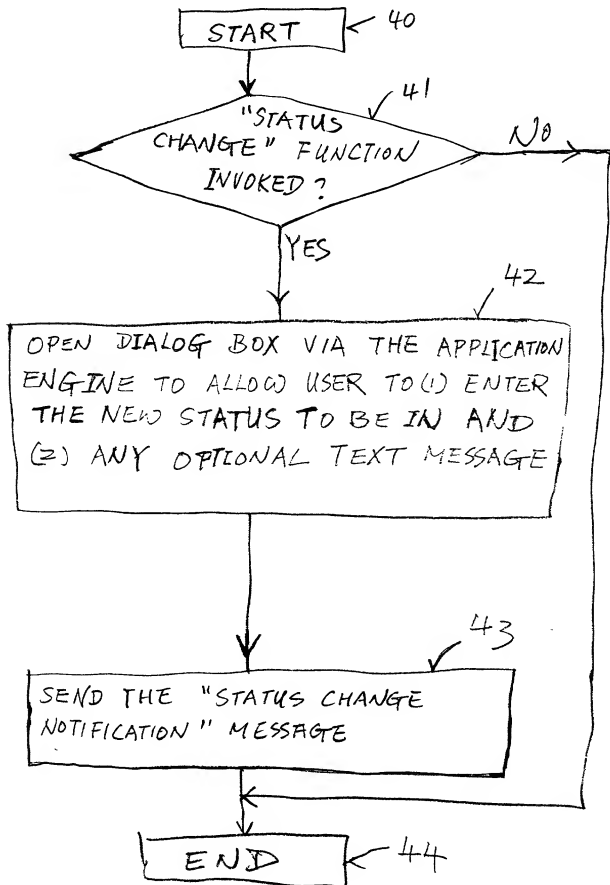 START
40
41
"STATUS
CHANGE" FUNCTION
INVOKED?
NO
YES
42
OPEN DIALOG BOX VIA THE APPLICATION
ENGINE TO ALLOW USER TO (1) ENTER
THE NEW STATUS TO BE IN AND
(2) ANY OPTIONAL TEXT MESSAGE
43
SEND THE "STATUS CHANGE
NOTIFICATION" MESSAGE
END
44